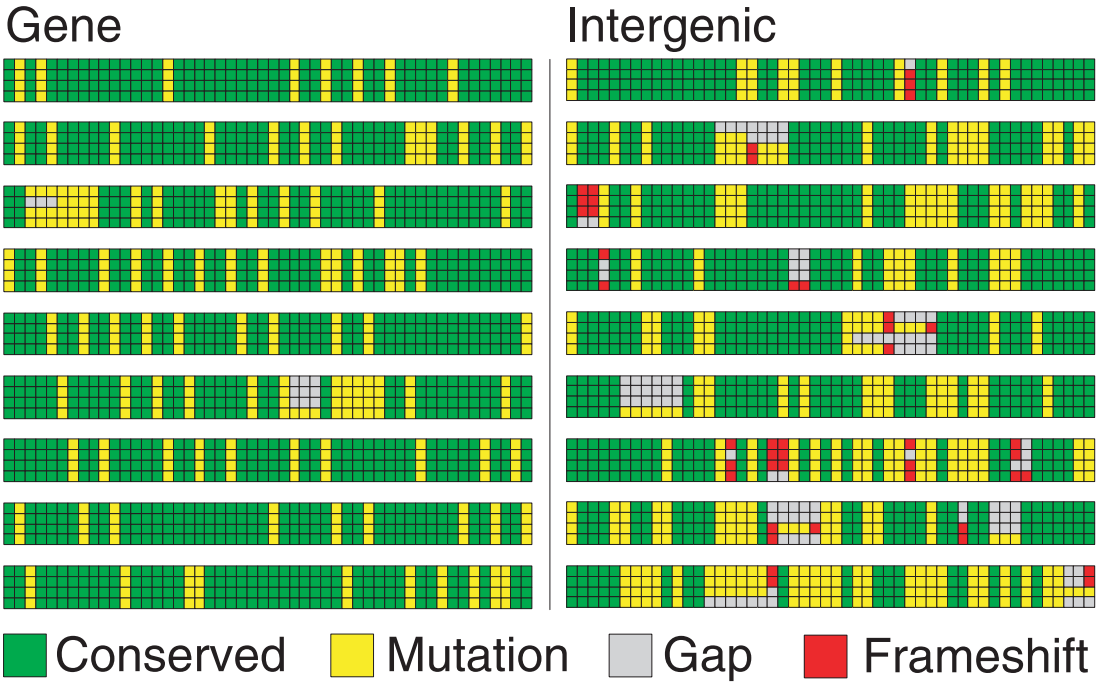 Gene
Intergenic
Conserved
Mutation
Gap
Frameshift